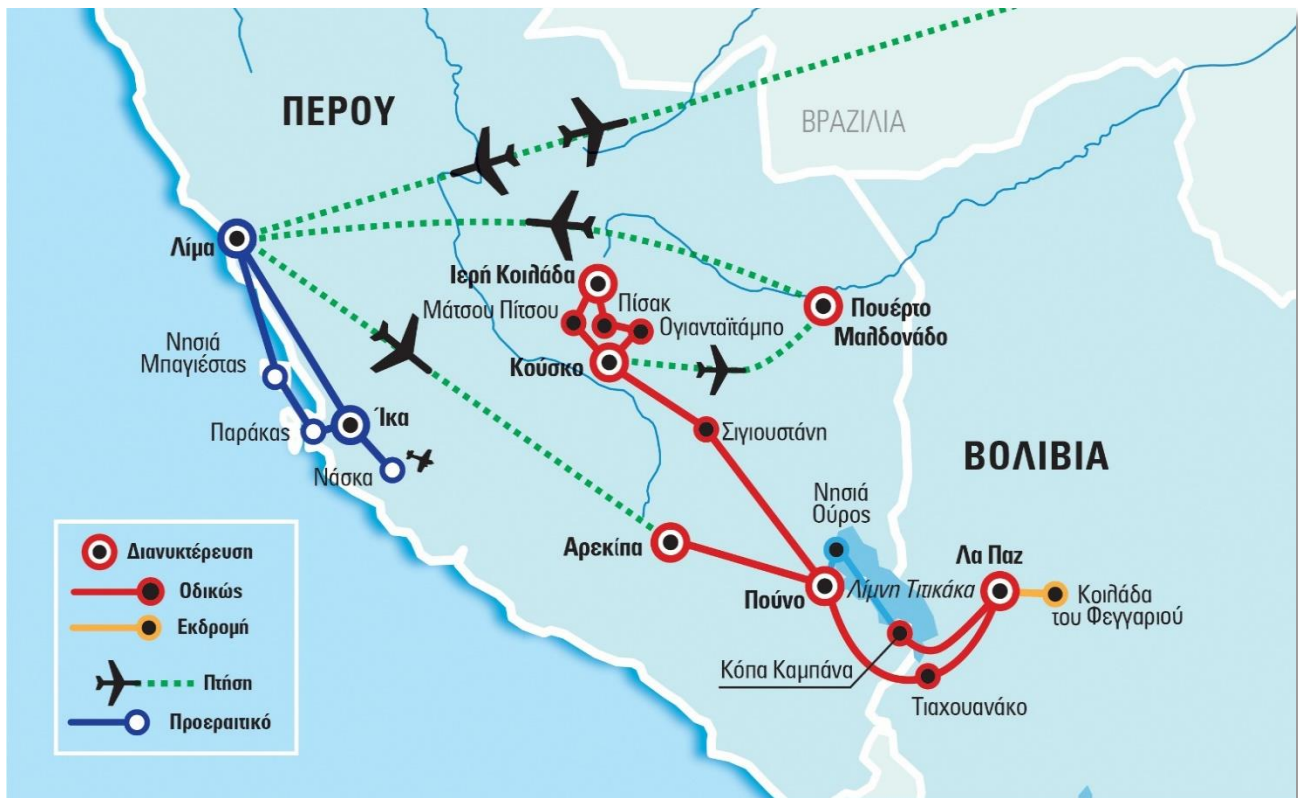 ΠΕΡΟΥ
ΒΡΑΖΙΛΙΑ
Λίμα
Ιερή Κοιλάδα
Μάτσου Πίτσου
Πίσακ
Ογιανταϊτάμπο
Πουέρτο
Μαλδονάδο
Νησιά
Μπαγιέστας
Κούσκο
Παράκας
Ίκα
Σιγιουστάνη
Νάσκα
ΒΟΛΙΒΙΑ
Νησιά
Ούρος
Αρεκίπα
Λα Παζ
Πούνο
Λίμνη Τιτικάκα
Κοιλάδα
του Φεγγαριού
Κόπα Καμπάνα
Τιαχουανάκο
Διανυκτέρευση
Οδικώς
Εκδρομή
Πτήση
Προεραιτικό